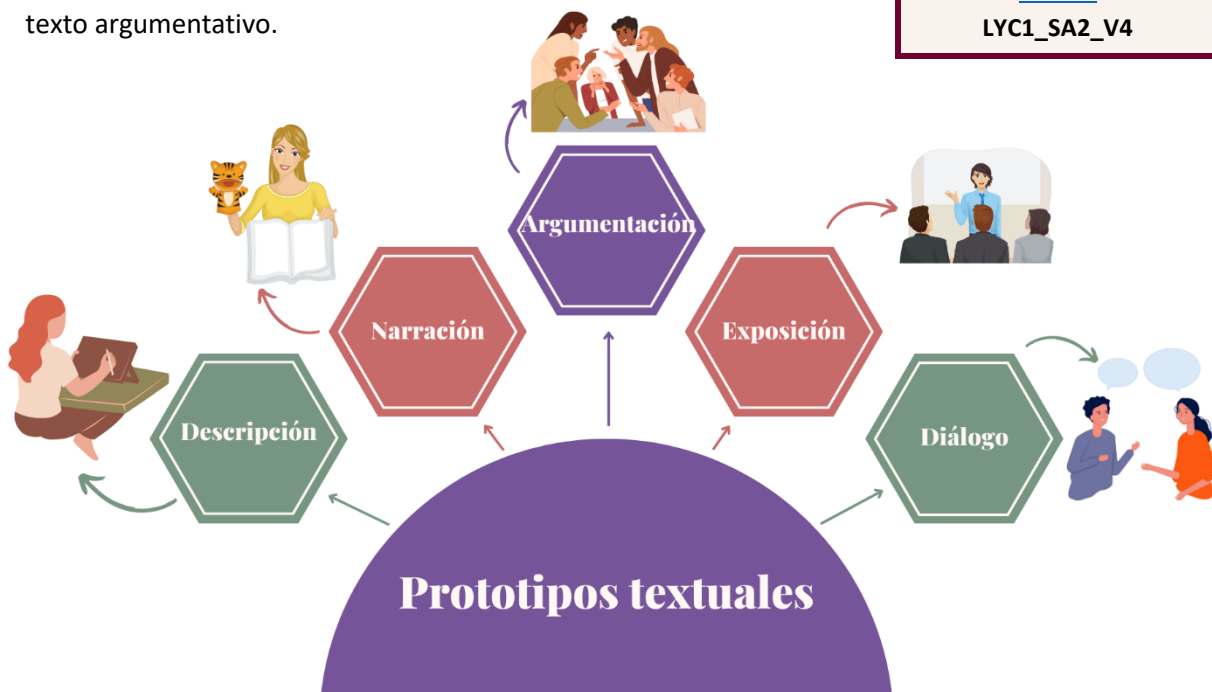 texto argumentativo.
LYC1_SA2_V4
Argumentación
Narración
Exposición
Descripción
Diálogo
Prototipos textuales